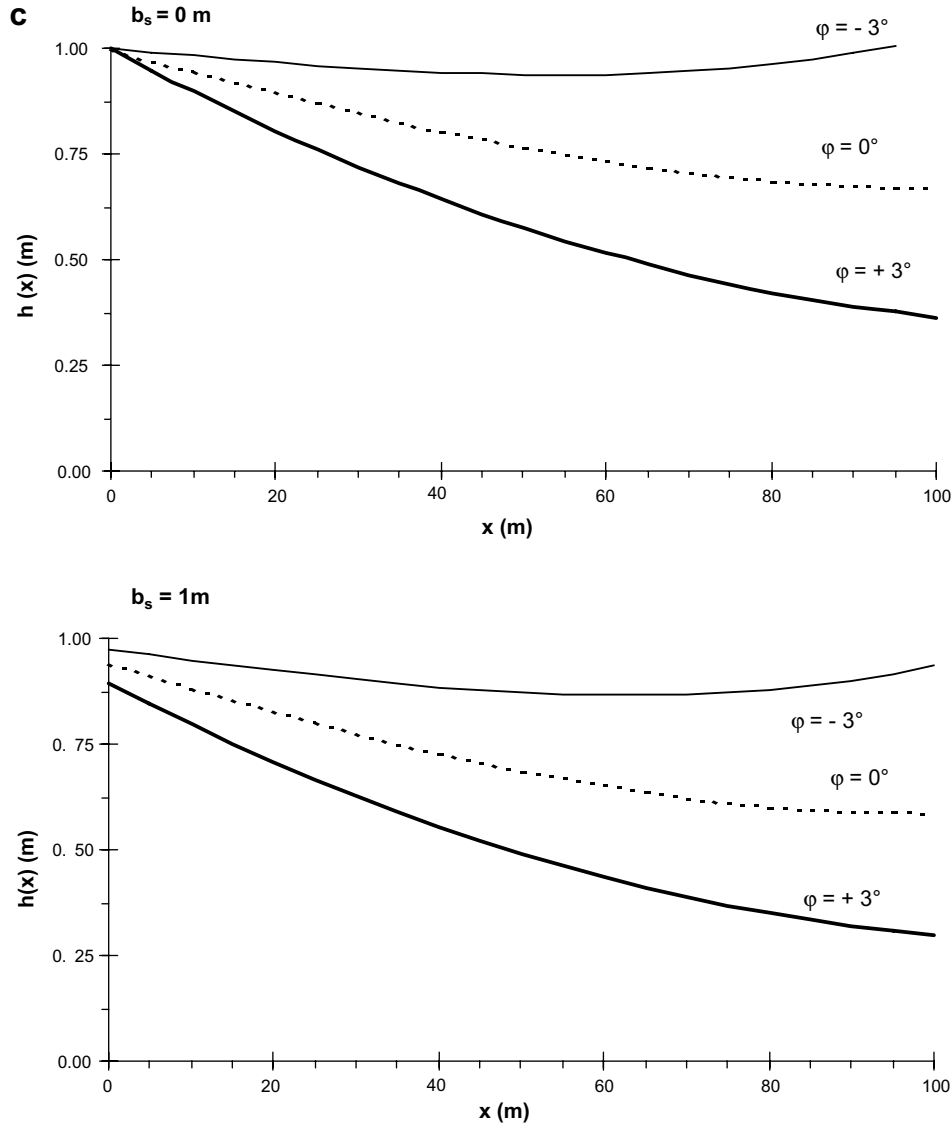 c
b_s = 0 m
h (x) (m)
1.00
0.75
0.50
0.25
0.00
φ = - 3°
φ = 0°
φ = + 3°
0 20 40 60 80 100
x (m)
b_s = 1m
h(x) (m)
1.00
0. 75
0. 50
0. 25
0.00
φ = - 3°
φ = 0°
φ = + 3°
0 20 40 60 80 100
x (m)